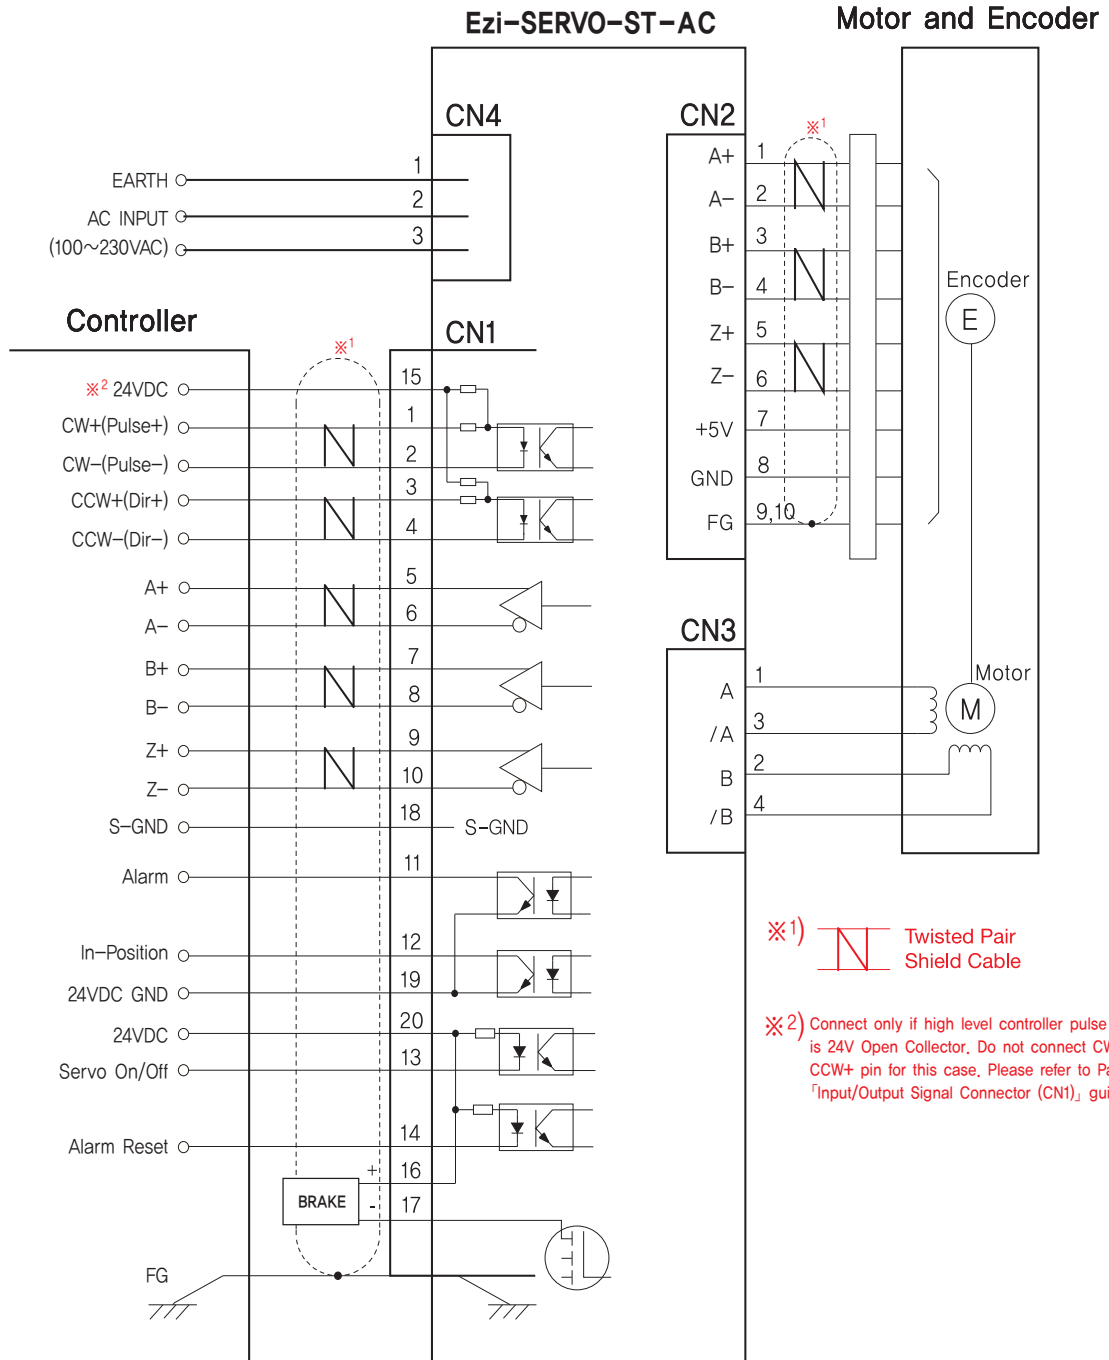 Ezi-SERVO-ST-AC
Motor and Encoder
CN4
EARTH 1
AC INPUT 2
(100~230VAC) 3
CN2
※1
A+ 1
A- 2
B+ 3
B- 4
Z+ 5
Z- 6
+5V 7
GND 8
FG 9,10
Encoder
E
Controller
CN1
※1
※2 24VDC 15
CW+(Pulse+) 1
CW-(Pulse-) 2
CCW+(Dir+) 3
CCW-(Dir-) 4
A+ 5
A- 6
B+ 7
B- 8
Z+ 9
Z- 10
S-GND 18 S-GND
Alarm 11
In-Position 12
24VDC GND 19
24VDC 20
Servo On/Off 13
Alarm Reset 14
+ 16
BRAKE
- 17
FG
CN3
A 1
/A 3
B 2
/B 4
Motor
M
※1) Twisted Pair
Shield Cable
※2) Connect only if high level controller pulse
is 24V Open Collector. Do not connect
CCW+ pin for this case. Please refer to
「Input/Output Signal Connector (CN1)」